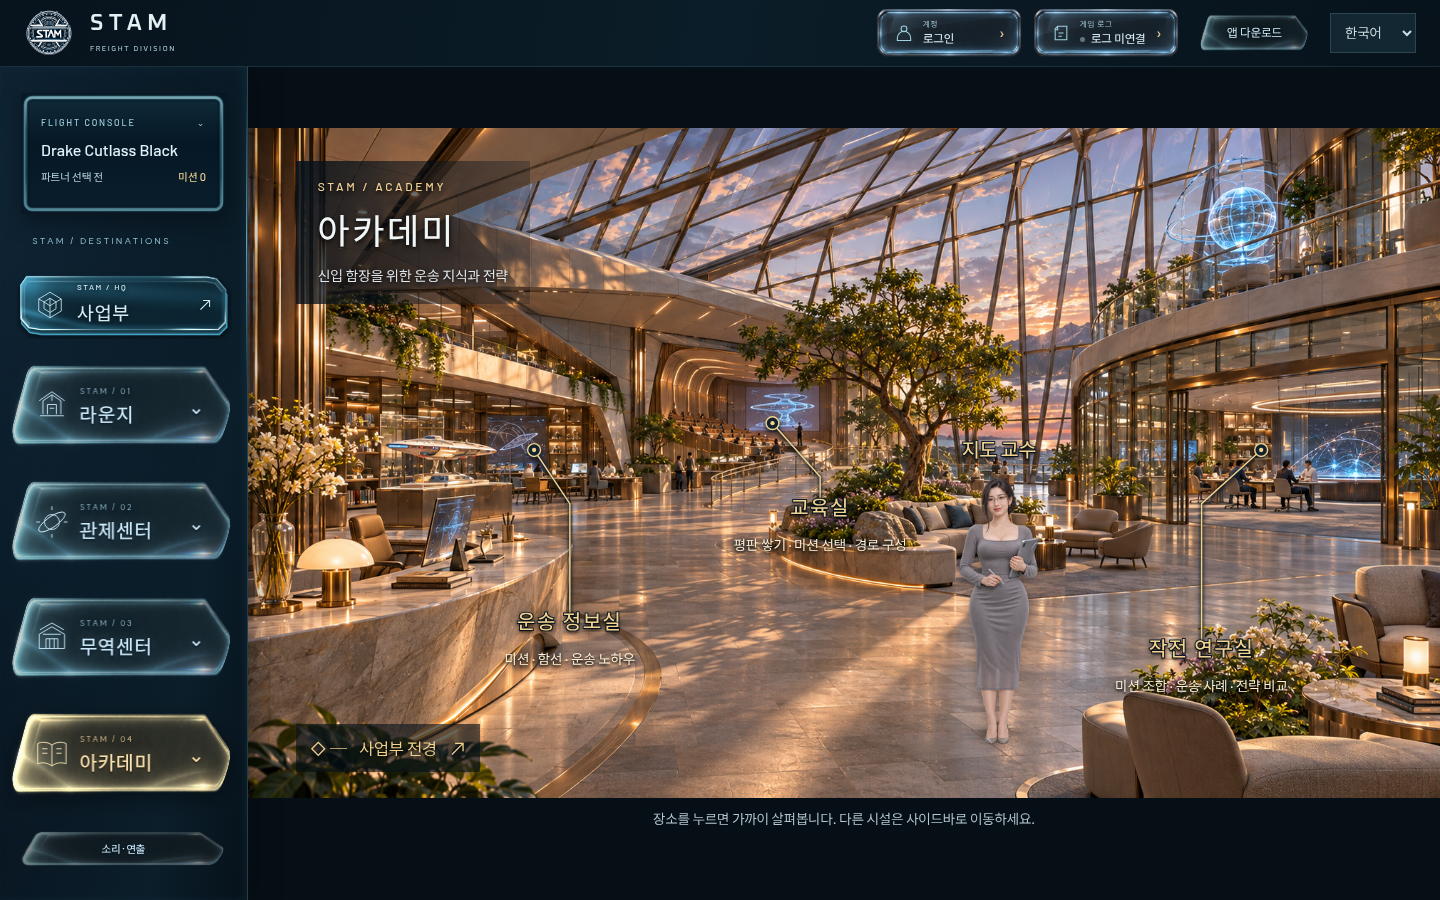 STAM
FREIGHT DIVISION
계정
로그인
게임 로그
로그 미연결
앱 다운로드
한국어
FLIGHT CONSOLE
Drake Cutlass Black
파트너 선택 전
미션 0
STAM / DESTINATIONS
STAM / HQ
사업부
STAM / 01
라운지
STAM / 02
관제센터
STAM / 03
무역센터
STAM / 04
아카데미
소리·연출
STAM / ACADEMY
아카데미
신입 함장을 위한 운송 지식과 전략
지도 교수
교육실
평판 쌓기·미션 선택·경로 구성
운송 정보실
미션·함선·운송 노하우
작전 연구실
미션 조합·운송 사례·전략 비교
사업부 전경
장소를 누르면 가까이 살펴봅니다. 다른 시설은 사이드바로 이동하세요.